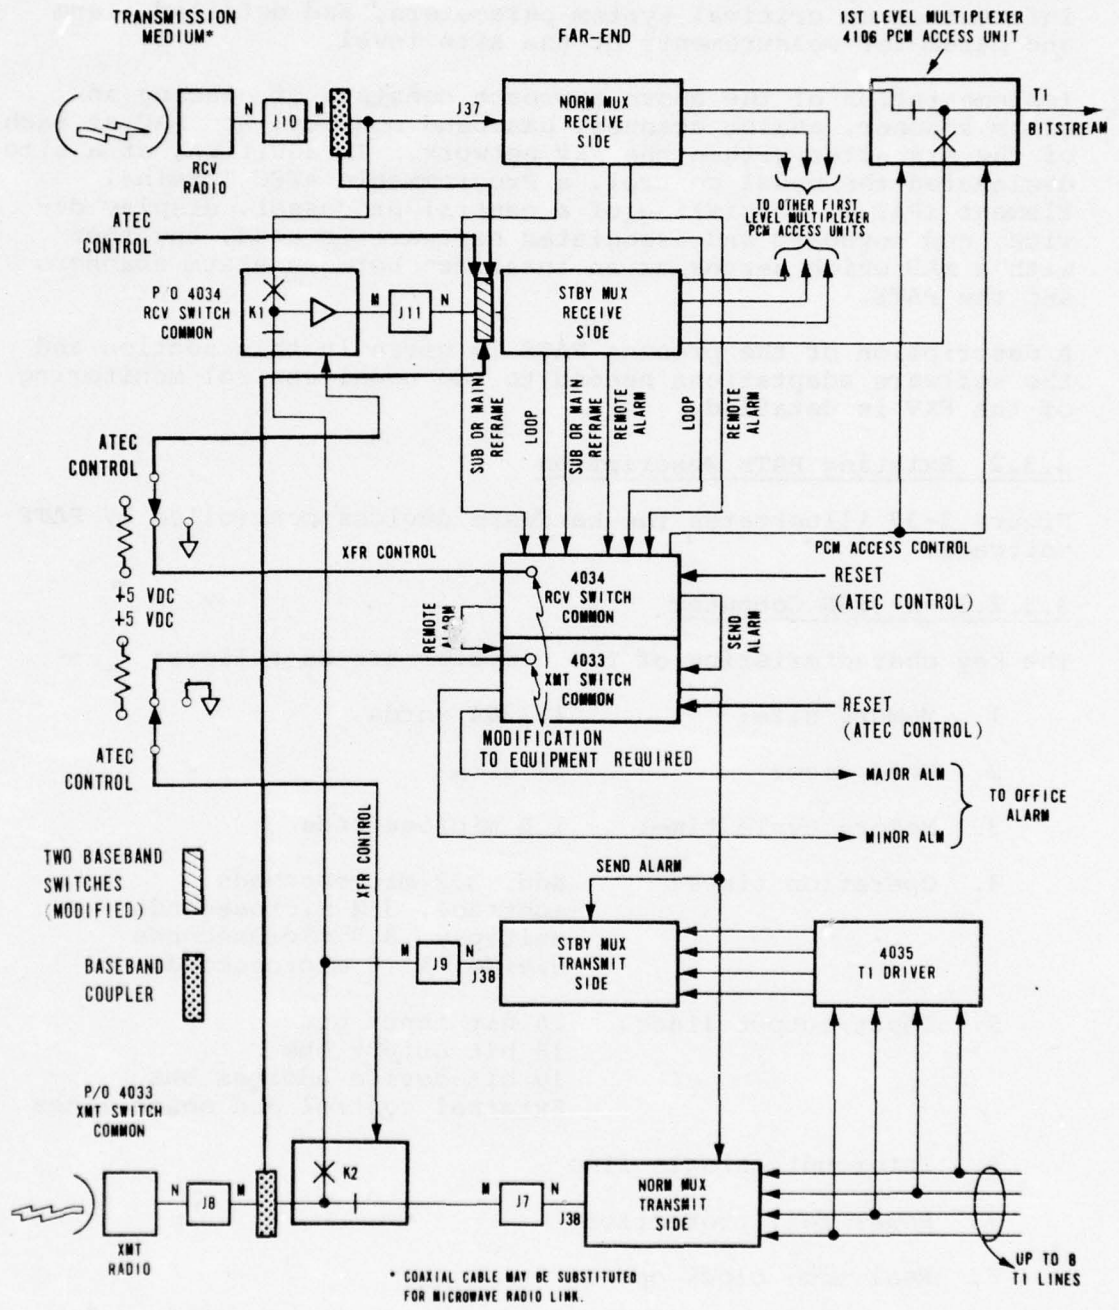 TRANSMISSION
MEDIUM*
FAR-END
1ST LEVEL MULTIPLEXER
4106 PCM ACCESS UNIT
N
J10
M
J37
NORM MUX
RECEIVE
SIDE
T1
BITSTREAM
RCV
RADIO
TO OTHER FIRST
LEVEL MULTIPLEXER
PCM ACCESS UNITS
ATEC
CONTROL
P/O 4034
RCV SWITCH
COMMON
K1
M
J11
N
STBY MUX
RECEIVE
SIDE
SUB OR MAIN
REFRAME
LOOP
SUB OR MAIN
REFRAME
REMOTE
ALARM
LOOP
REMOTE
ALARM
ATEC
CONTROL
XFR CONTROL
PCM ACCESS CONTROL
+5 VDC
+5 VDC
4034
RCV SWITCH
COMMON
RESET
(ATEC CONTROL)
REMOTE
ALARM
SEND
ALARM
4033
XMT SWITCH
COMMON
RESET
(ATEC CONTROL)
MODIFICATION
TO EQUIPMENT REQUIRED
ATEC
CONTROL
MAJOR ALM
TO OFFICE
ALARM
MINOR ALM
XFR CONTROL
TWO BASEBAND
SWITCHES
(MODIFIED)
SEND ALARM
BASEBAND
COUPLER
M
J9
N
J38
STBY MUX
TRANSMIT
SIDE
4035
T1 DRIVER
P/O 4033
XMT SWITCH
COMMON
K2
N
J8
M
M
J7
N
J38
NORM MUX
TRANSMIT
SIDE
XMT
RADIO
UP TO 8
T1 LINES
* COAXIAL CABLE MAY BE SUBSTITUTED
FOR MICROWAVE RADIO LINK.